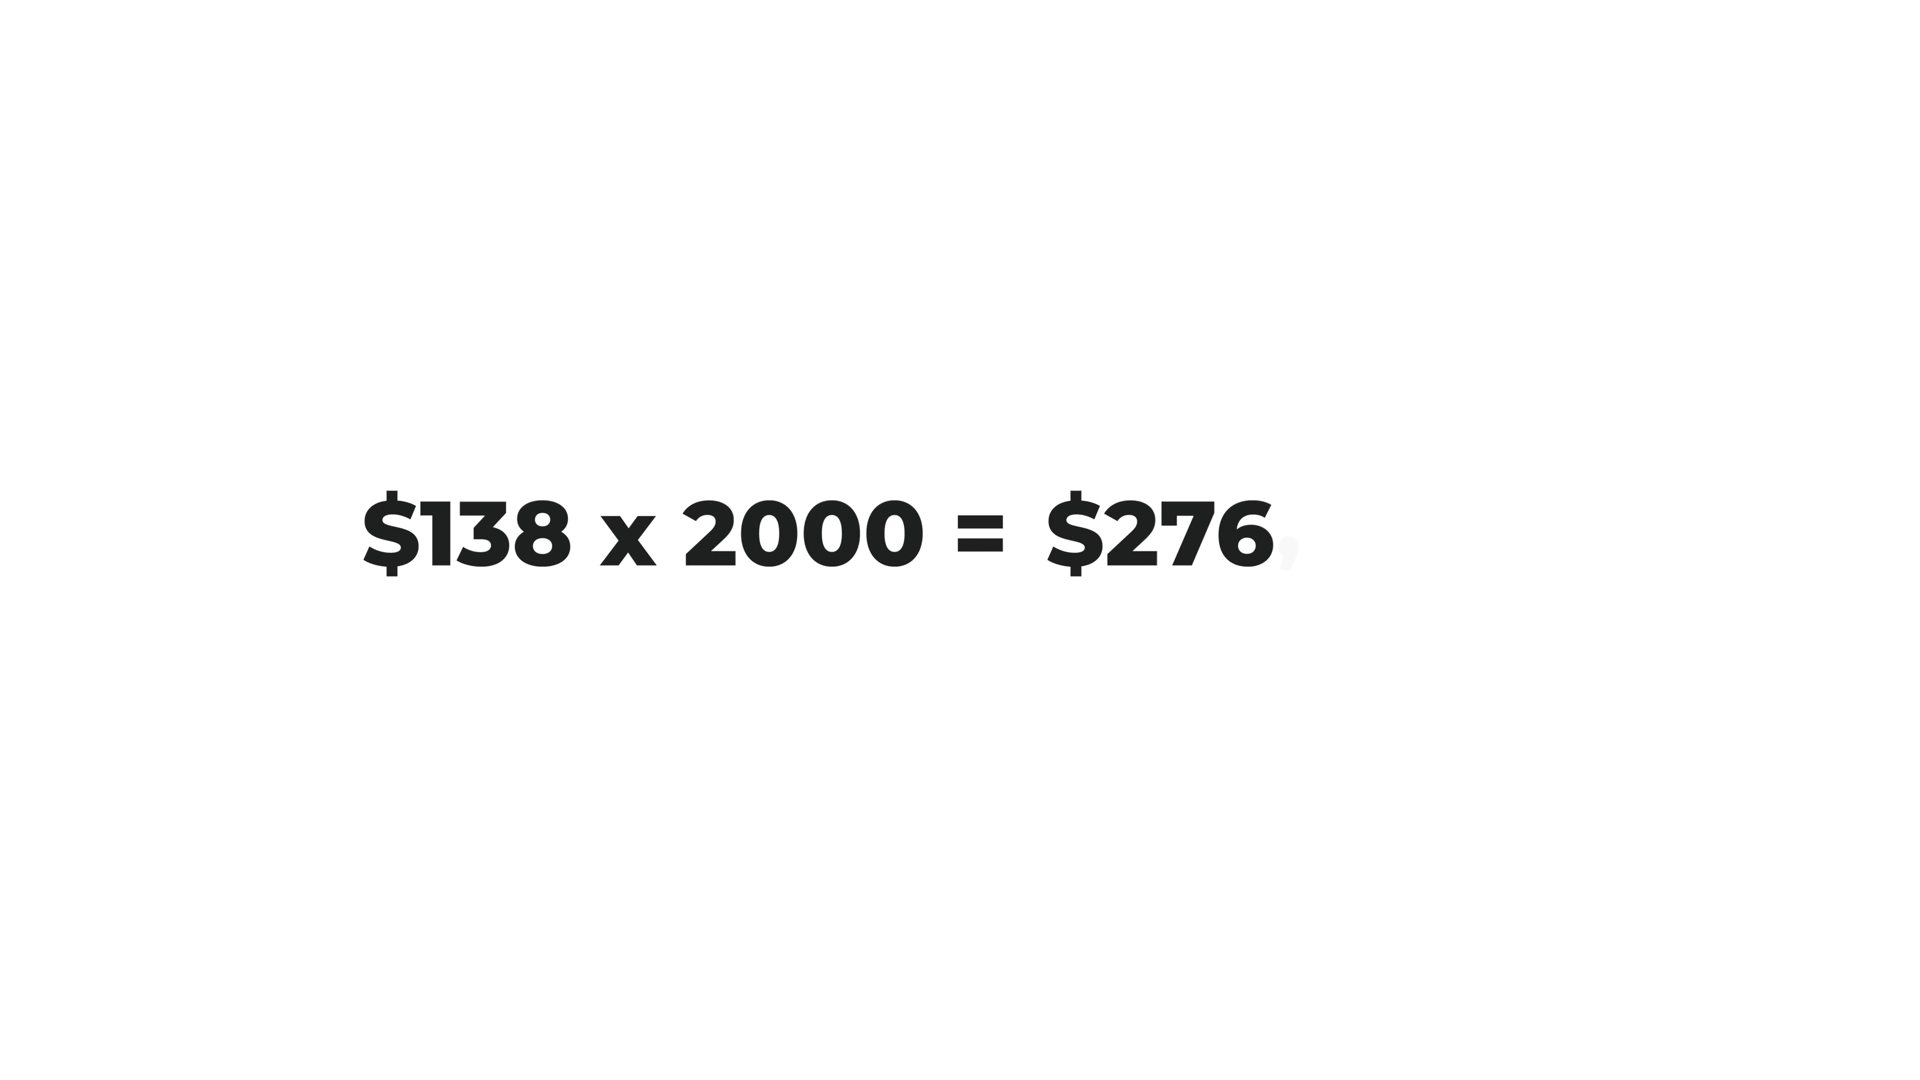 $138 x 2000 = $276,